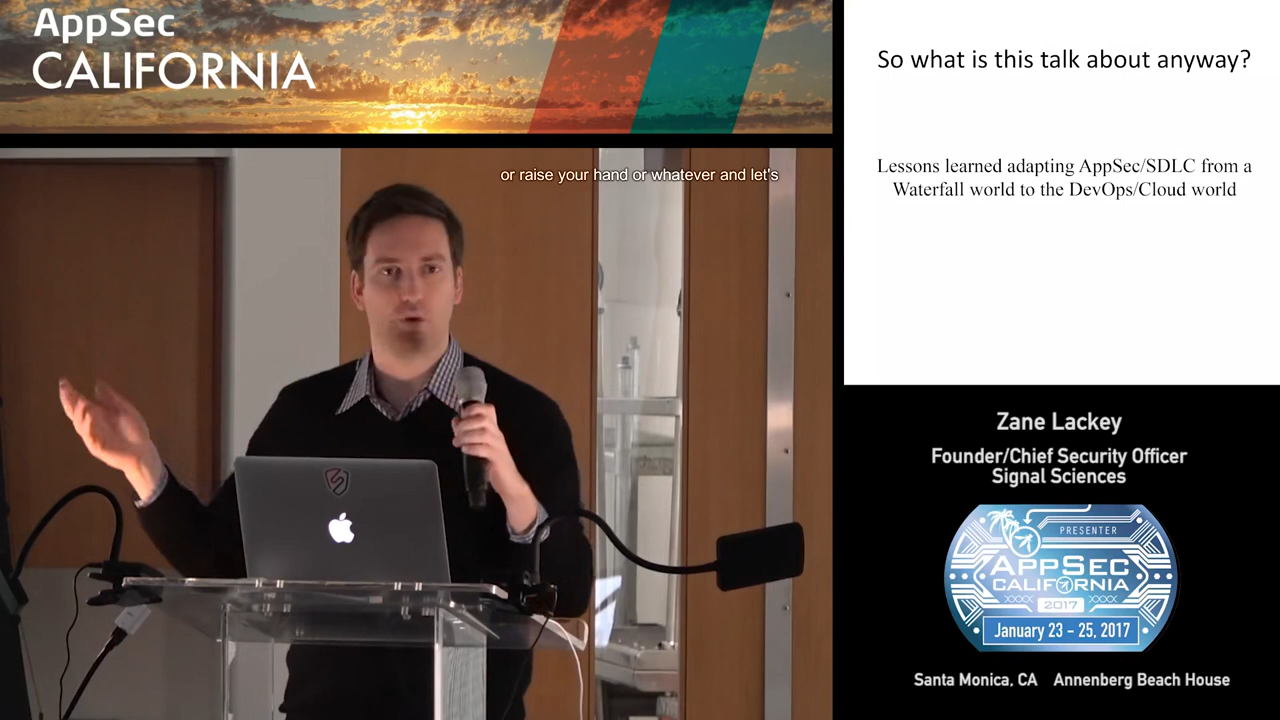 AppSec
CALIFORNIA
or raise your hand or whatever and let's
So what is this talk about anyway?
Lessons learned adapting AppSec/SDLC from a
Waterfall world to the DevOps/Cloud world
Zane Lackey
Founder/Chief Security Officer
Signal Sciences
PRESENTER
APPSEC
CALIFORNIA
2017
January 23 - 25, 2017
Santa Monica, CA Annenberg Beach House